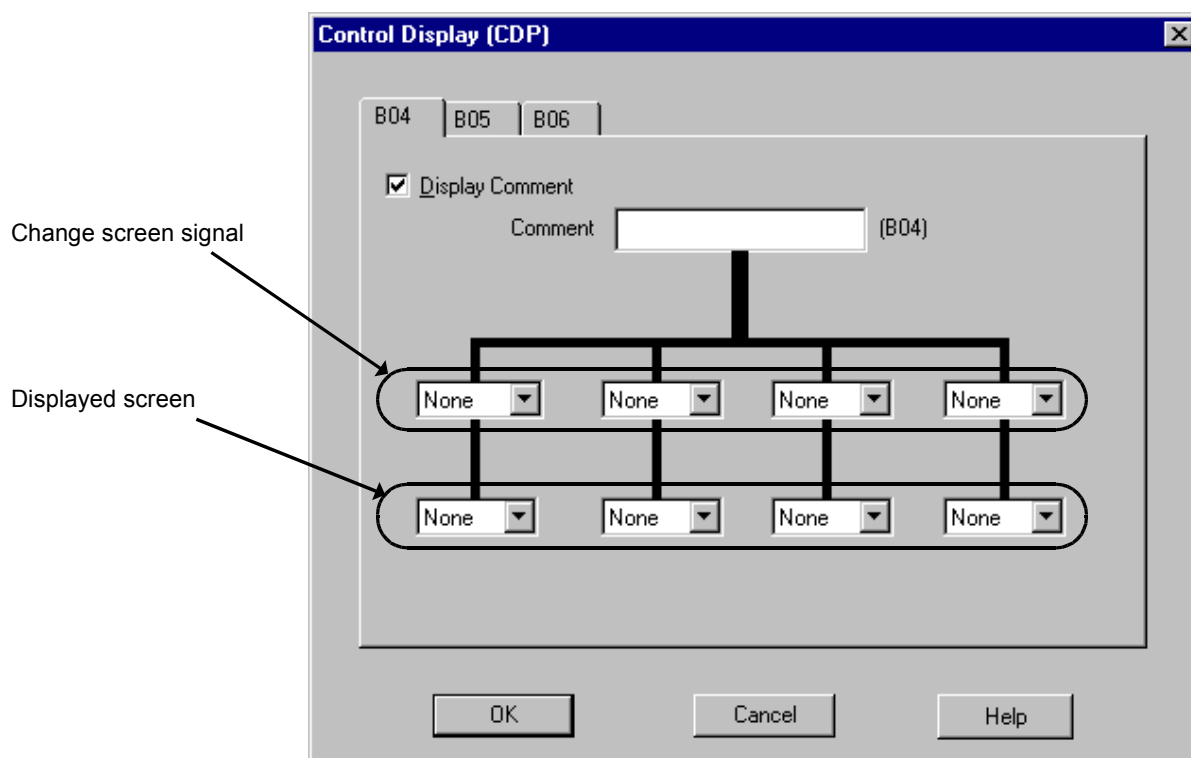 Control Display (CDP)
B04 B05 B06
Display Comment
Comment (B04)
Change screen signal
None None None None
Displayed screen
None None None None
OK Cancel Help